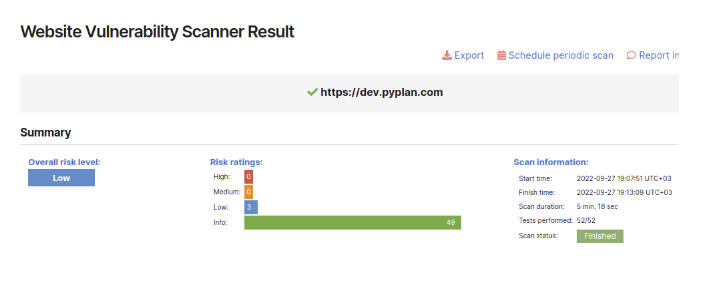 Website Vulnerability Scanner Result
Export Schedule periodic scan Report in
https://dev.pyplan.com
Summary
Overall risk level:
Low
Risk ratings:
High: 0
Medium: 0
Low: 3
Info: 49
Scan information:
Start time: 2022-09-27 19:07:51 UTC+03
Finish time: 2022-09-27 19:13:09 UTC+03
Scan duration: 5 min, 18 sec
Tests performed: 52/52
Scan status: Finished